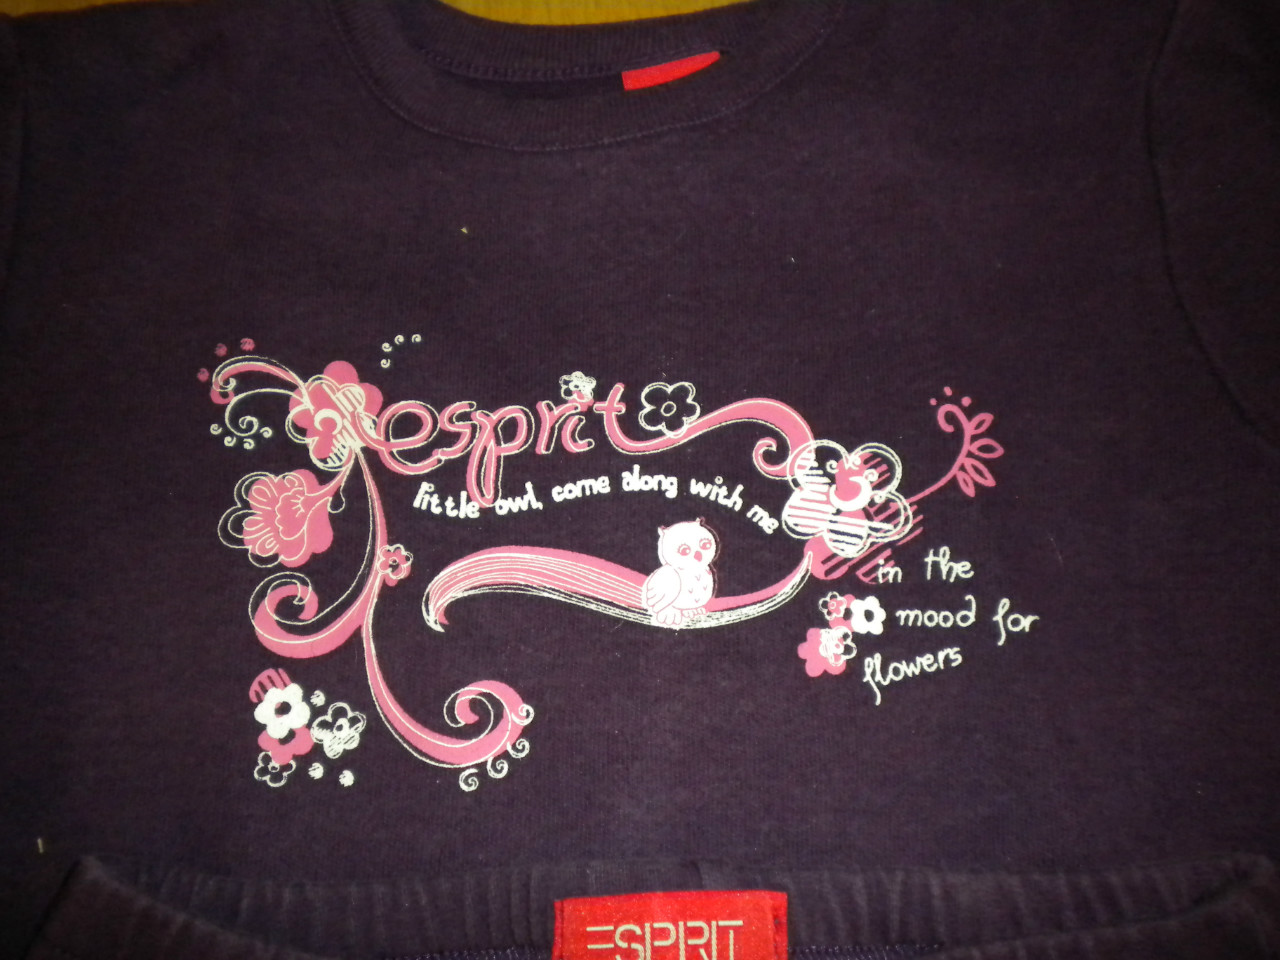 esprit
little owl, come along with me
in the
mood for
flowers
ESPRIT